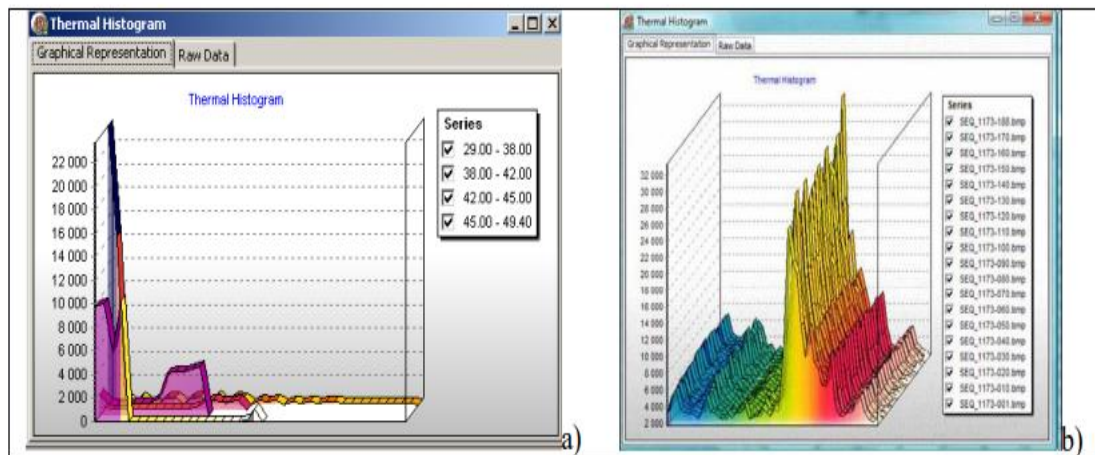 Thermal Histogram
Graphical Representation Raw Data
Thermal Histogram
22 000
20 000
18 000
16 000
14 000
12 000
10 000
8 000
6 000
4 000
2 000
0
Series
29.00 - 38.00
38.00 - 42.00
42.00 - 45.00
45.00 - 49.40
a)
Thermal Histogram
Graphical Representation Raw Data
Thermal Histogram
32 000
30 000
28 000
26 000
24 000
22 000
20 000
18 000
16 000
14 000
12 000
10 000
8 000
6 000
4 000
2 000
Series
SEQ_1173-180.bmp
SEQ_1173-170.bmp
SEQ_1173-160.bmp
SEQ_1173-150.bmp
SEQ_1173-140.bmp
SEQ_1173-130.bmp
SEQ_1173-120.bmp
SEQ_1173-110.bmp
SEQ_1173-100.bmp
SEQ_1173-090.bmp
SEQ_1173-080.bmp
SEQ_1173-070.bmp
SEQ_1173-060.bmp
SEQ_1173-050.bmp
SEQ_1173-040.bmp
SEQ_1173-030.bmp
SEQ_1173-020.bmp
SEQ_1173-010.bmp
SEQ_1173-001.bmp
b)